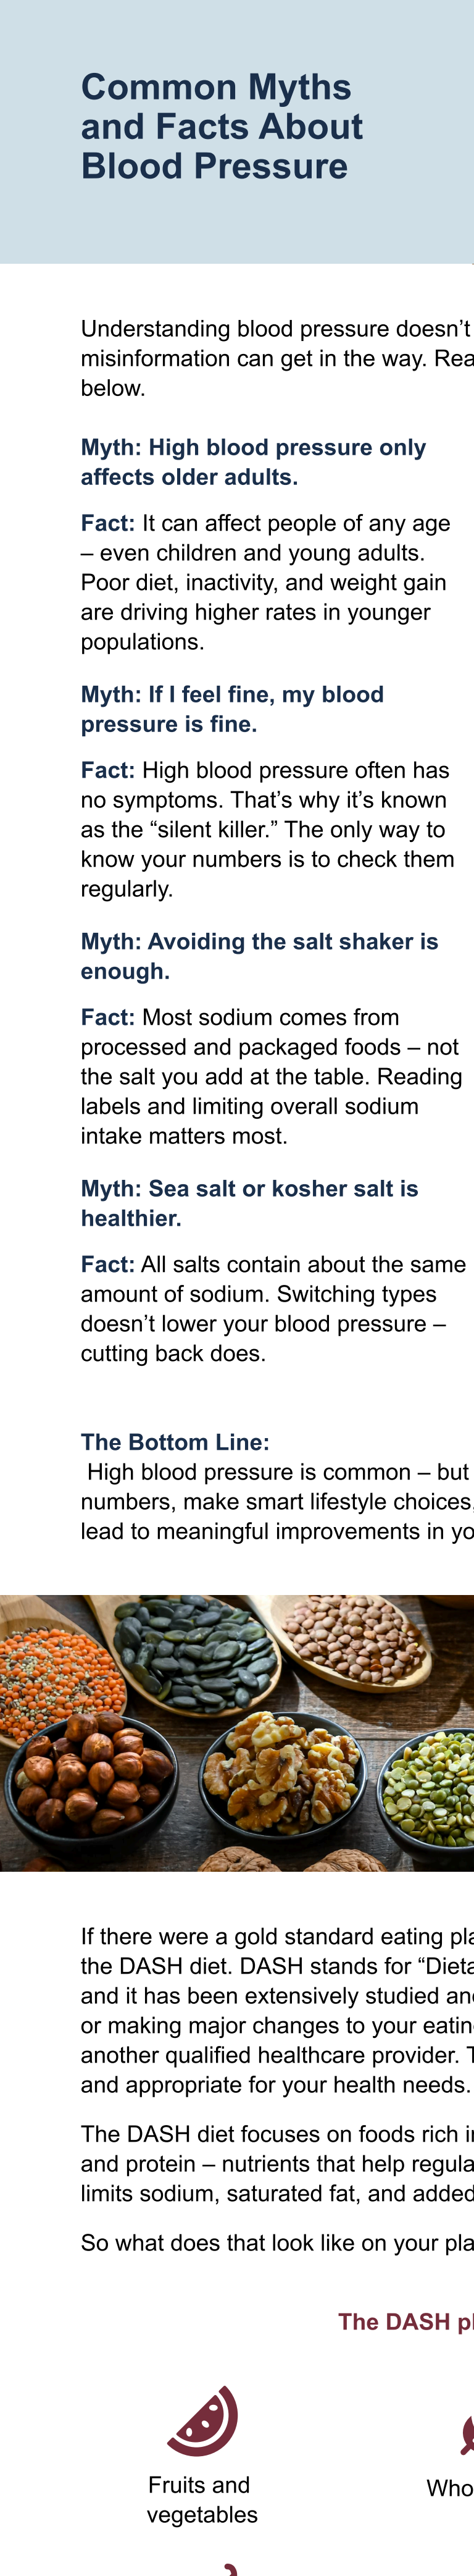 Common Myths
and Facts About
Blood Pressure
Understanding blood pressure doesn’t
misinformation can get in the way.
below.
Myth: High blood pressure only
affects older adults.
Fact: It can affect people of any age
– even children and young adults.
Poor diet, inactivity, and weight gain
are driving higher rates in younger
populations.
Myth: If I feel fine, my blood
pressure is fine.
Fact: High blood pressure often has
no symptoms. That’s why it’s known
as the “silent killer.” The only way to
know your numbers is to check them
regularly.
Myth: Avoiding the salt shaker is
enough.
Fact: Most sodium comes from
processed and packaged foods – not
the salt you add at the table. Reading
labels and limiting overall sodium
intake matters most.
Myth: Sea salt or kosher salt is
healthier.
Fact: All salts contain about the same
amount of sodium. Switching types
doesn’t lower your blood pressure –
cutting back does.
The Bottom Line:
High blood pressure is common – but
numbers, make smart lifestyle choices,
lead to meaningful improvements in
If there were a gold standard eating
the DASH diet. DASH stands for
and it has been extensively studied
or making major changes to your
another qualified healthcare provider.
and appropriate for your health needs.
The DASH diet focuses on foods rich
and protein – nutrients that help
limits sodium, saturated fat, and added
So what does that look like on your
The DASH
Fruits and
vegetables